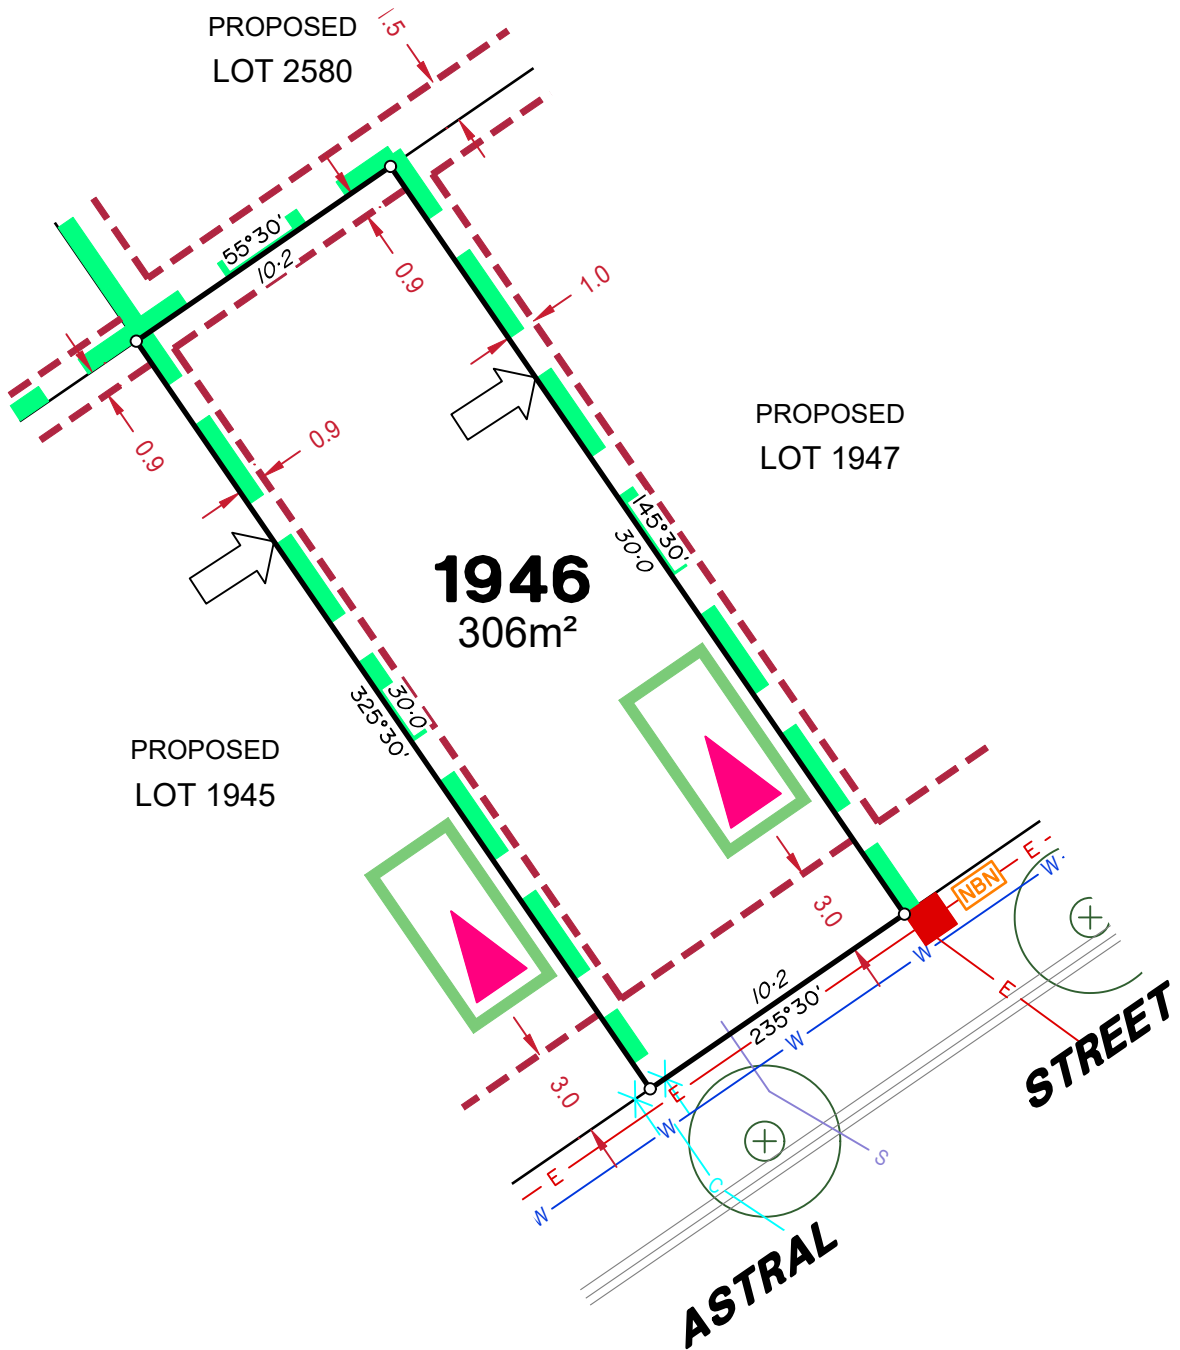 PROPOSED
LOT 2580
1.5
55°30'
10·2
0.9
1.0
0.9
0.9
PROPOSED
LOT 1947
145°30'
30·0
1946
306m²
30·0
325°30'
PROPOSED
LOT 1945
3.0
3.0
10·2
235°30'
NBN
E
W
W
E
W
E
W
E
W
S
C
ASTRAL STREET